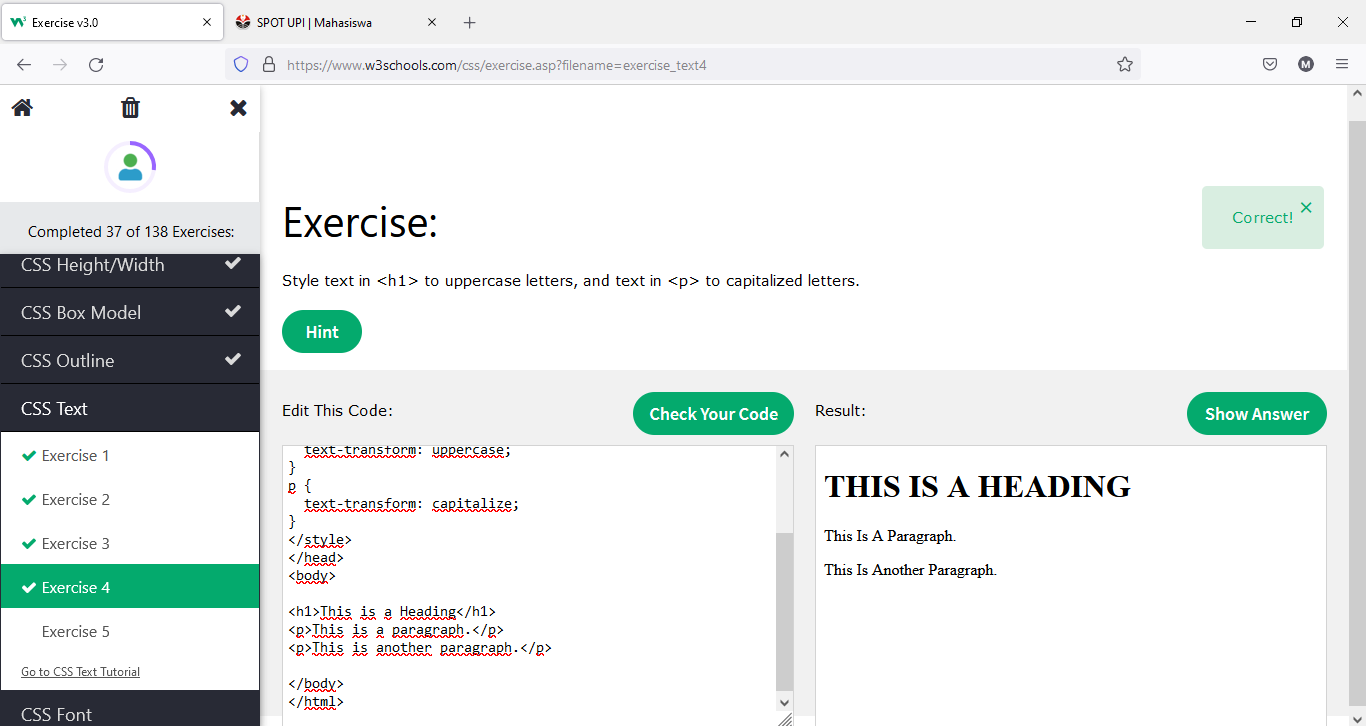 Exercise v3.0
SPOT UPI | Mahasiswa
https://www.w3schools.com/css/exercise.asp?filename=exercise_text4
M
Completed 37 of 138 Exercises:
CSS Height/Width
CSS Box Model
CSS Outline
CSS Text
Exercise 1
Exercise 2
Exercise 3
Exercise 4
Exercise 5
Go to CSS Text Tutorial
CSS Font
Exercise:
Correct!
Style text in <h1> to uppercase letters, and text in <p> to capitalized letters.
Hint
Edit This Code:
Check Your Code
text-transform: uppercase;
}
p {
text-transform: capitalize;
}
</style>
</head>
<body>
<h1>This is a Heading</h1>
<p>This is a paragraph.</p>
<p>This is another paragraph.</p>
</body>
</html>
Result:
Show Answer
THIS IS A HEADING
This Is A Paragraph.
This Is Another Paragraph.